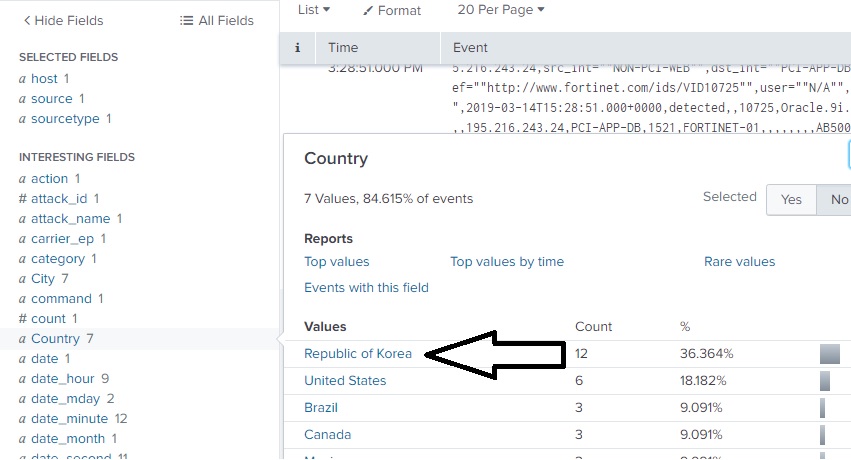 Hide Fields All Fields
List Format 20 Per Page
i Time Event
SELECTED FIELDS
a host 1
a source 1
a sourcetype 1
INTERESTING FIELDS
a action 1
# attack_id 1
a attack_name 1
a carrier_ep 1
a category 1
a City 7
a command 1
# count 1
a Country 7
a date 1
a date_hour 9
a date_mday 2
a date_minute 12
a date_month 1
a date_second 11
3:28:51.000 PM
5.216.243.24,src_int=""NON-PCI-WEB"",dst_int=""PCI-APP-DB
ef=""http://www.fortinet.com/ids/VID10725"",user=""N/A"",
",2019-03-14T15:28:51.000+0000,detected,,10725,Oracle.9i.
,,195.216.243.24,PCI-APP-DB,1521,FORTINET-01,,,,,,,,AB500
Country
7 Values, 84.615% of events
Selected Yes No
Reports
Top values Top values by time Rare values
Events with this field
Values Count %
Republic of Korea 12 36.364%
United States 6 18.182%
Brazil 3 9.091%
Canada 3 9.091%